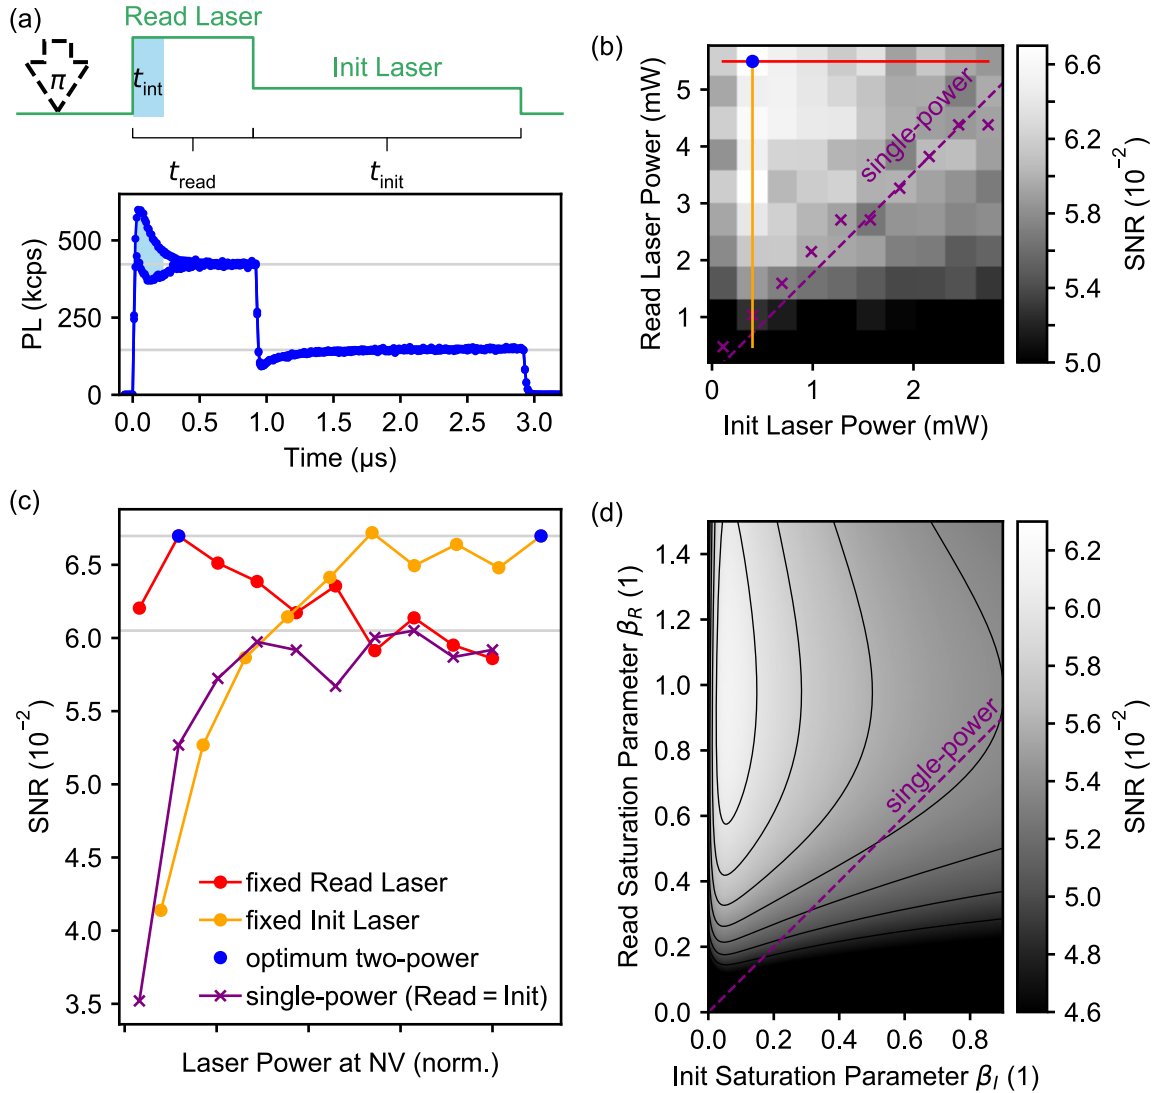 (a)
Read Laser
π
t_int
Init Laser
t_read
t_init
PL (kcps)
500
250
0
0.0 0.5 1.0 1.5 2.0 2.5 3.0
Time (µs)
(b)
Read Laser Power (mW)
5
4
3
2
1
single-power
0 1 2
Init Laser Power (mW)
6.6
6.2
5.8
5.4
5.0
SNR (10⁻²)
(c)
SNR (10⁻²)
6.5
6.0
5.5
5.0
4.5
4.0
3.5
fixed Read Laser
fixed Init Laser
optimum two-power
single-power (Read = Init)
Laser Power at NV (norm.)
(d)
Read Saturation Parameter β_R (1)
1.4
1.2
1.0
0.8
0.6
0.4
0.2
0.0
single-power
0.0 0.2 0.4 0.6 0.8
Init Saturation Parameter β_I (1)
6.2
6.0
5.8
5.6
5.4
5.2
5.0
4.8
4.6
SNR (10⁻²)